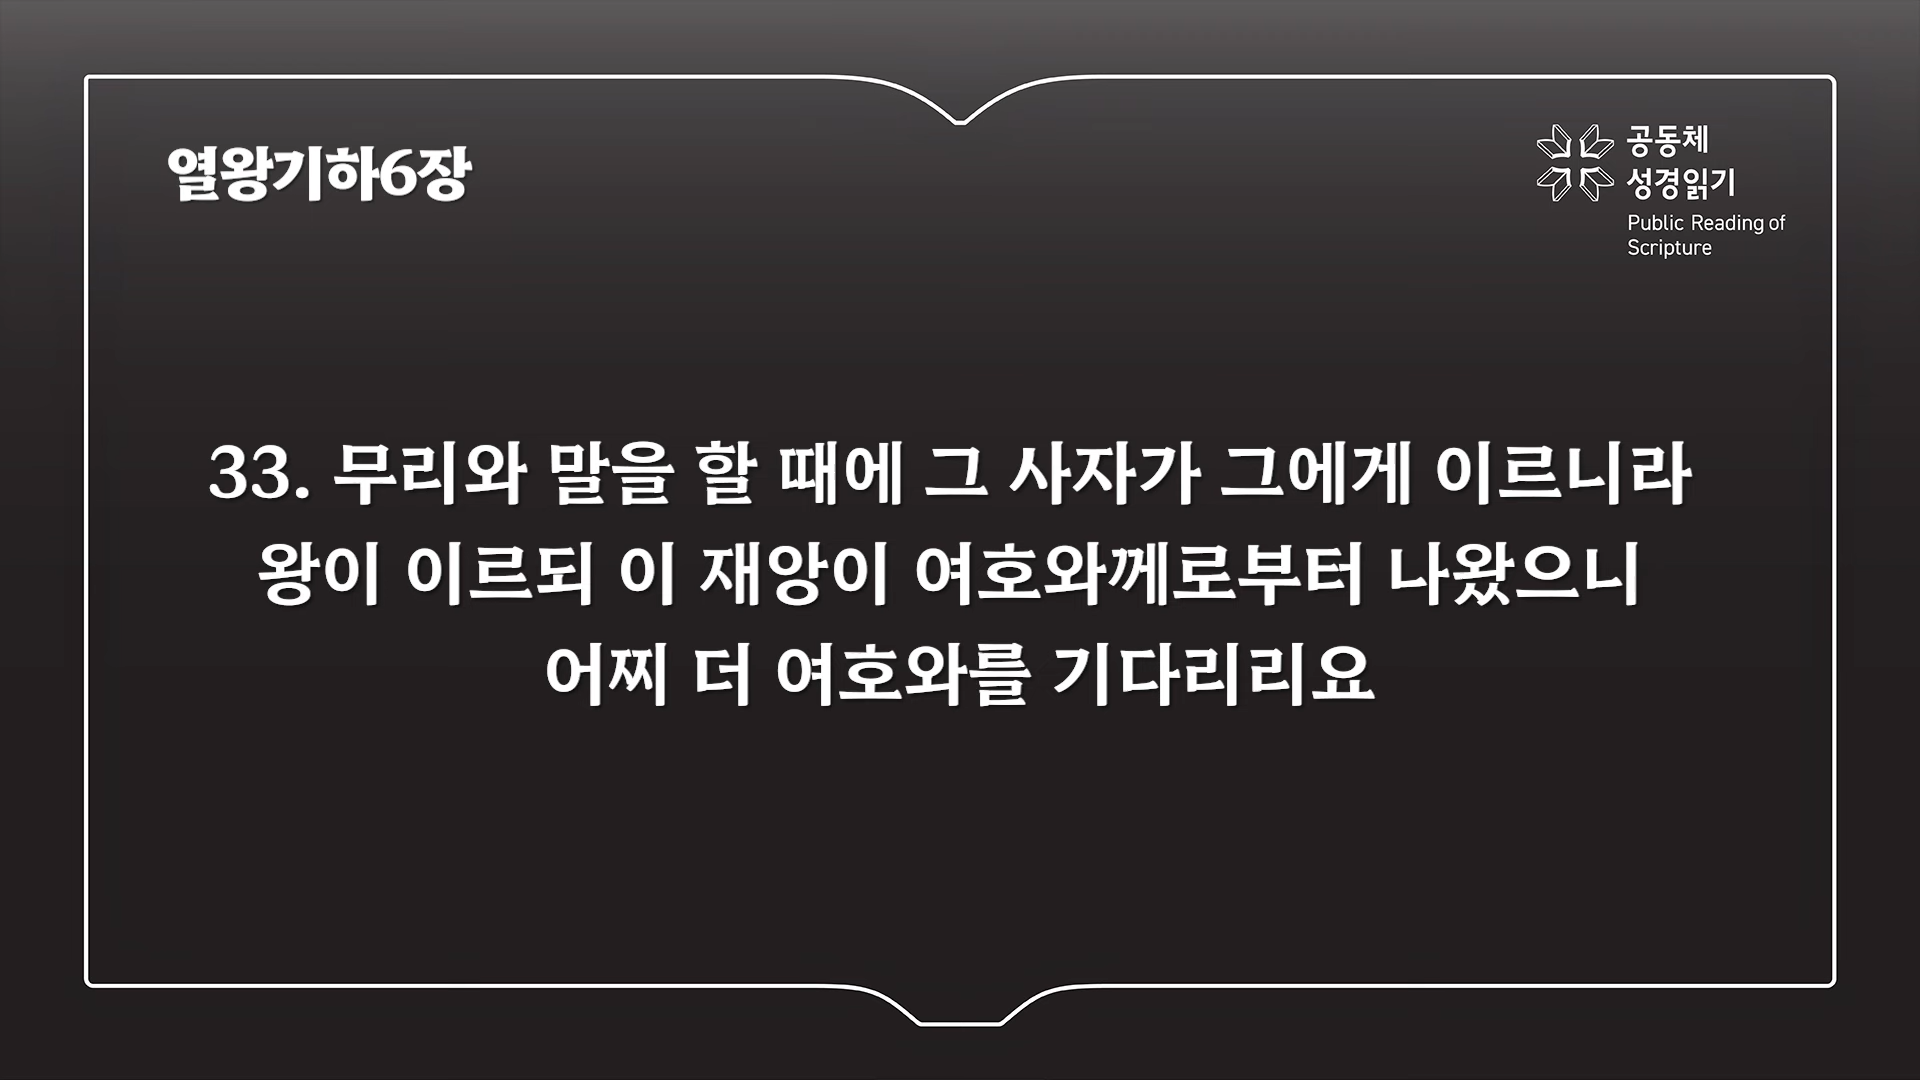 열왕기하6장
공동체
성경읽기
Public Reading of
Scripture
33. 무리와 말을 할 때에 그 사자가 그에게 이르니라
왕이 이르되 이 재앙이 여호와께로부터 나왔으니
어찌 더 여호와를 기다리리요